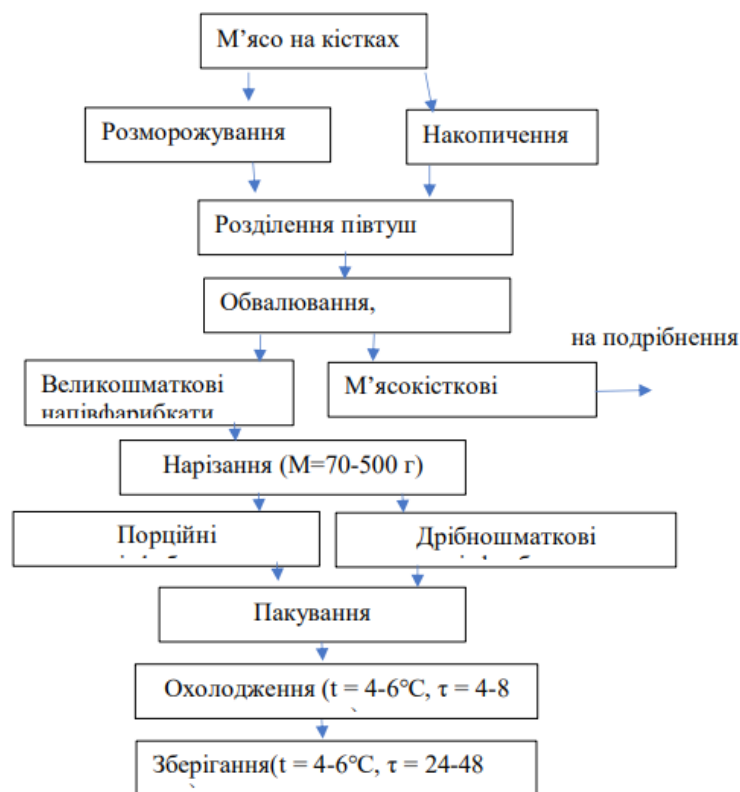 М’ясо на кістках
Розморожування
Накопичення
Розділення півтуш
Обвалювання,
на подрібнення
Великошматкові
напівфарибкати
М’ясокісткові
Нарізання (М=70-500 г)
Порційні
Дрібношматкові
Пакування
Охолодження (t = 4-6°С, τ = 4-8
Зберігання(t = 4-6°С, τ = 24-48